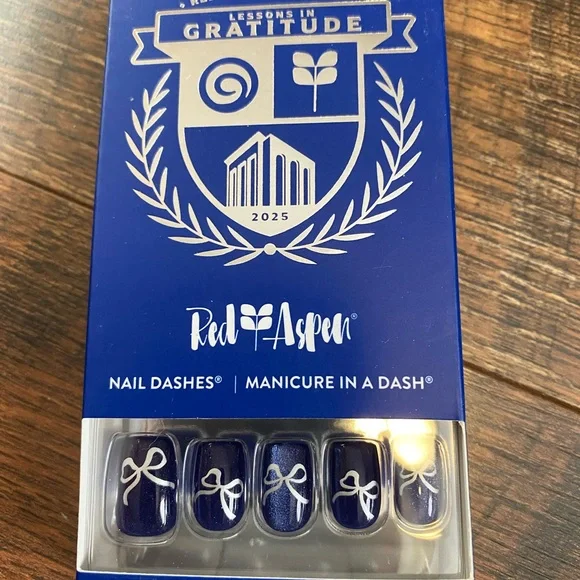 LESSONS IN
GRATITUDE
2025
Red Aspen®
NAIL DASHES® | MANICURE IN A DASH®